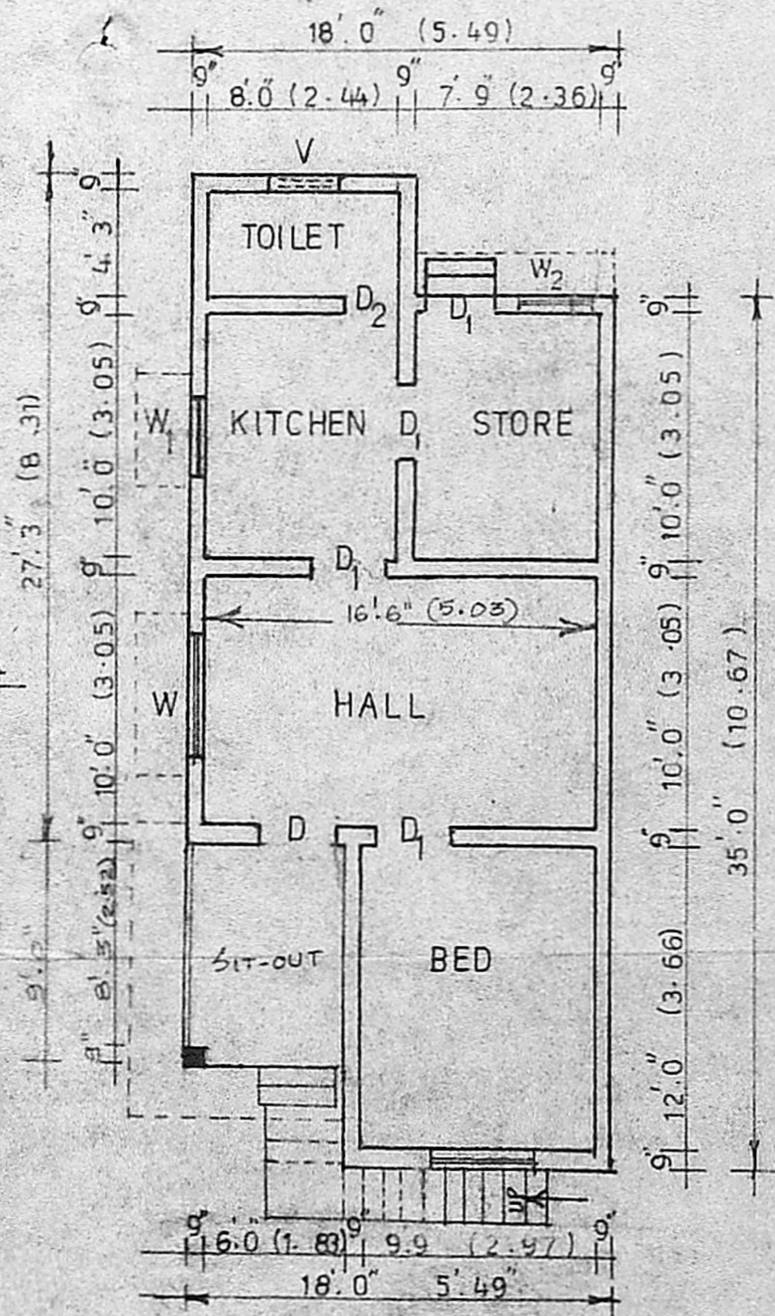 18'.0" (5.49)
9" 9" 9"
8'.0" (2.44) 7'.9" (2.36)
V
9"
TOILET
4'.3"
W2
9" D2 D1 9"
10'.0" (3.05)
W1 KITCHEN D1 STORE
10'.0" (3.05)
27'.3" (8.31)
9" D1 9"
16'.6" (5.03)
10'.0" (3.05)
W HALL
10'.0" (3.05)
35'.0" (10.67)
9" D D1 9"
8'.3" (2.52)
SIT-OUT BED
12'.0" (3.66)
9"
9"
UP
9" 9" 9"
6'.0" (1.83) 9.9 (2.97)
18'.0" 5'.49"